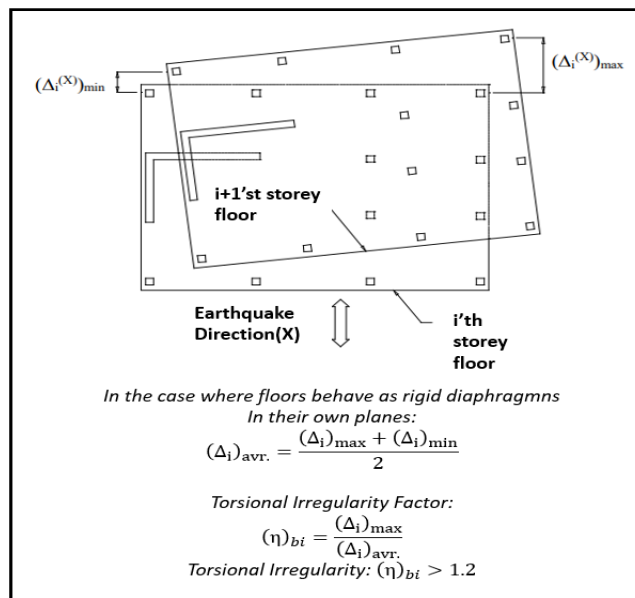 (Δᵢ⁽ˣ⁾)min
(Δᵢ⁽ˣ⁾)max
i+1'st storey
floor
Earthquake
Direction(X)
i'th
storey
floor
In the case where floors behave as rigid diaphragmns
In their own planes:
(Δᵢ)avr. = ((Δᵢ)max + (Δᵢ)min) / 2
Torsional Irregularity Factor:
(η)bi = (Δᵢ)max / (Δᵢ)avr.
Torsional Irregularity: (η)bi > 1.2